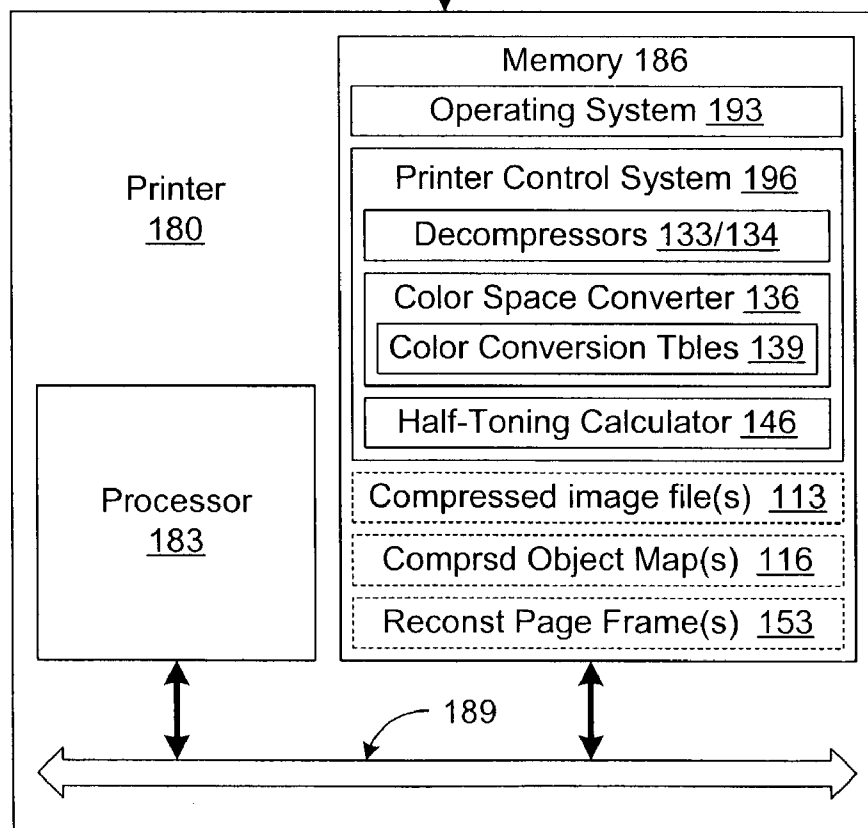 Memory 186
Operating System 193
Printer Control System 196
Decompressors 133/134
Color Space Converter 136
Color Conversion Tbles 139
Half-Toning Calculator 146
Compressed image file(s) 113
Comprsd Object Map(s) 116
Reconst Page Frame(s) 153
Printer
180
Processor
183
189